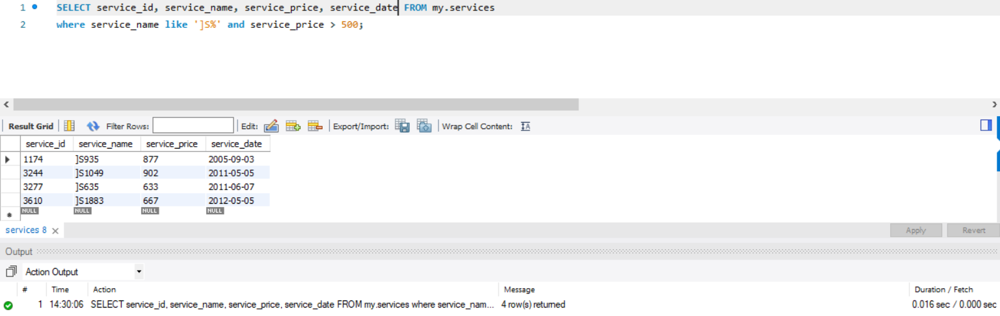 1 SELECT service_id, service_name, service_price, service_date FROM my.services
2 where service_name like ']S%' and service_price > 500;
Result Grid Filter Rows: Edit: Export/Import: Wrap Cell Content: IA
service_id service_name service_price service_date
1174 ]S935 877 2005-09-03
3244 ]S1049 902 2011-05-05
3277 ]S635 633 2011-06-07
3610 ]S1883 667 2012-05-05
NULL NULL NULL NULL
services 8 Apply Revert
Output
Action Output
# Time Action Message Duration / Fetch
1 14:30:06 SELECT service_id, service_name, service_price, service_date FROM my.services where service_nam... 4 row(s) returned 0.016 sec / 0.000 sec